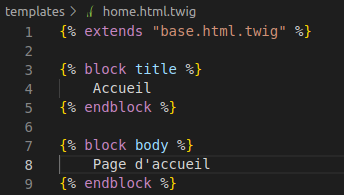 templates > home.html.twig
1 {% extends "base.html.twig" %}
2
3 {% block title %}
4 Accueil
5 {% endblock %}
6
7 {% block body %}
8 Page d'accueil
9 {% endblock %}